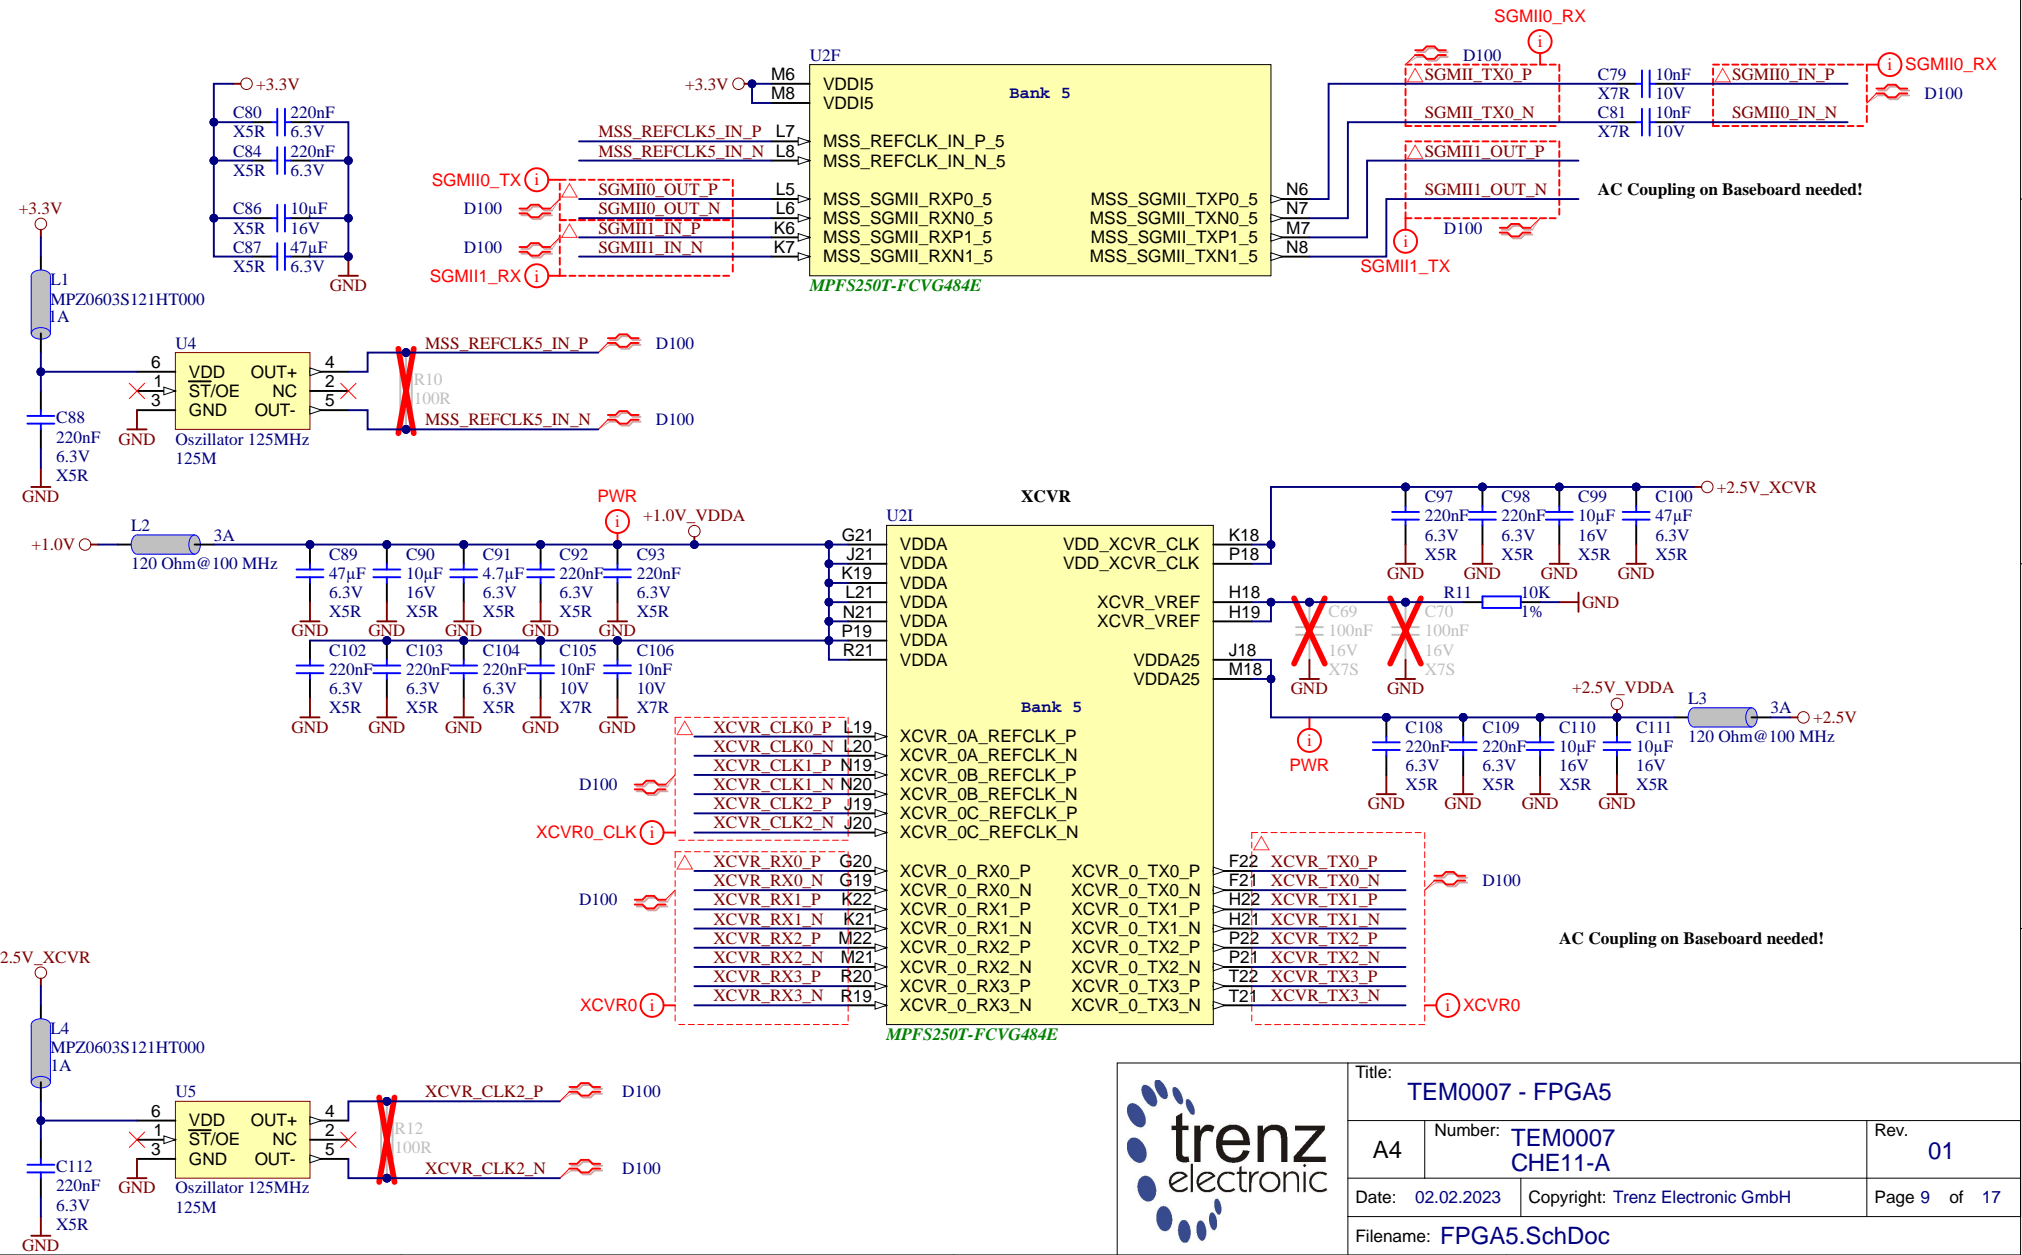 SGMII0_RX
+3.3V
C80 220nF
X5R 6.3V
C84 220nF
X5R 6.3V
C86 10µF
X5R 16V
C87 47µF
X5R 6.3V
GND
U2F
+3.3V
M6 VDDI5
M8 VDDI5
Bank 5
MSS_REFCLK5_IN_P L7 MSS_REFCLK_IN_P_5
MSS_REFCLK5_IN_N L8 MSS_REFCLK_IN_N_5
SGMII0_TX i
D100
SGMII0_OUT_P L5 MSS_SGMII_RXP0_5
SGMII0_OUT_N L6 MSS_SGMII_RXN0_5
SGMII1_IN_P K6 MSS_SGMII_RXP1_5
SGMII1_IN_N K7 MSS_SGMII_RXN1_5
D100
SGMII1_RX i
MSS_SGMII_TXP0_5 N6
MSS_SGMII_TXN0_5 N7
MSS_SGMII_TXP1_5 M7
MSS_SGMII_TXN1_5 N8
MPFS250T-FCVG484E
D100 i
SGMII_TX0_P C79 10nF SGMII0_IN_P
X7R 10V
SGMII_TX0_N C81 10nF SGMII0_IN_N
X7R 10V
i SGMII0_RX
D100
SGMII1_OUT_P
SGMII1_OUT_N
AC Coupling on Baseboard needed!
D100
i
SGMII1_TX
+3.3V
L1
MPZ0603S121HT000
1A
U4
6 VDD OUT+ 4
1 ST/OE NC 2
3 GND OUT- 5
GND
Oszillator 125MHz
125M
C88
220nF
6.3V
X5R
GND
MSS_REFCLK5_IN_P D100
R10
100R
MSS_REFCLK5_IN_N D100
XCVR
PWR
i
+1.0V
L2
3A
120 Ohm@100 MHz
+1.0V_VDDA
C89 C90 C91 C92 C93
47µF 10µF 4.7µF 220nF 220nF
6.3V 16V 6.3V 6.3V 6.3V
X5R X5R X5R X5R X5R
GND GND GND GND GND
C102 C103 C104 C105 C106
220nF 220nF 220nF 10nF 10nF
6.3V 6.3V 6.3V 10V 10V
X5R X5R X5R X7R X7R
GND GND GND GND GND
U2I
G21 VDDA
J21 VDDA
K19 VDDA
L21 VDDA
N21 VDDA
P19 VDDA
R21 VDDA
VDD_XCVR_CLK K18
VDD_XCVR_CLK P18
XCVR_VREF H18
XCVR_VREF H19
VDDA25 J18
VDDA25 M18
Bank 5
+2.5V_XCVR
C97 C98 C99 C100
220nF 220nF 10µF 47µF
6.3V 6.3V 16V 6.3V
X5R X5R X5R X5R
GND GND GND GND
C69 C70
100nF 100nF
16V 16V
X7S X7S
GND GND
R11 10K
1%
GND
+2.5V_VDDA
L3
3A
+2.5V
120 Ohm@100 MHz
i
PWR
C108 C109 C110 C111
220nF 220nF 10µF 10µF
6.3V 6.3V 16V 16V
X5R X5R X5R X5R
GND GND GND GND
XCVR_CLK0_P L19 XCVR_0A_REFCLK_P
XCVR_CLK0_N L20 XCVR_0A_REFCLK_N
XCVR_CLK1_P N19 XCVR_0B_REFCLK_P
XCVR_CLK1_N N20 XCVR_0B_REFCLK_N
XCVR_CLK2_P J19 XCVR_0C_REFCLK_P
XCVR_CLK2_N J20 XCVR_0C_REFCLK_N
D100
XCVR0_CLK i
XCVR_RX0_P G20 XCVR_0_RX0_P XCVR_0_TX0_P F22 XCVR_TX0_P
XCVR_RX0_N G19 XCVR_0_RX0_N XCVR_0_TX0_N F21 XCVR_TX0_N
XCVR_RX1_P K22 XCVR_0_RX1_P XCVR_0_TX1_P H22 XCVR_TX1_P
XCVR_RX1_N K21 XCVR_0_RX1_N XCVR_0_TX1_N H21 XCVR_TX1_N
XCVR_RX2_P M22 XCVR_0_RX2_P XCVR_0_TX2_P P22 XCVR_TX2_P
XCVR_RX2_N M21 XCVR_0_RX2_N XCVR_0_TX2_N P21 XCVR_TX2_N
XCVR_RX3_P R20 XCVR_0_RX3_P XCVR_0_TX3_P T22 XCVR_TX3_P
XCVR_RX3_N R19 XCVR_0_RX3_N XCVR_0_TX3_N T21 XCVR_TX3_N
D100
XCVR0 i
D100
i XCVR0
MPFS250T-FCVG484E
AC Coupling on Baseboard needed!
2.5V_XCVR
L4
MPZ0603S121HT000
1A
U5
6 VDD OUT+ 4
1 ST/OE NC 2
3 GND OUT- 5
GND
Oszillator 125MHz
125M
C112
220nF
6.3V
X5R
GND
XCVR_CLK2_P D100
R12
100R
XCVR_CLK2_N D100
trenz
electronic
Title: TEM0007 - FPGA5
A4
Number: TEM0007
CHE11-A
Rev. 01
Date: 02.02.2023
Copyright: Trenz Electronic GmbH
Page 9 of 17
Filename: FPGA5.SchDoc